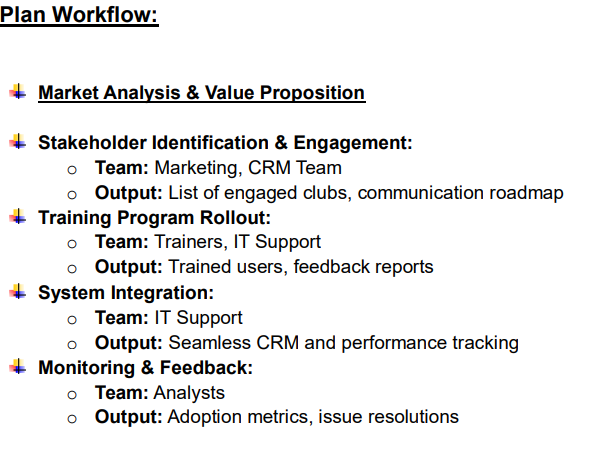 Plan Workflow:
Market Analysis & Value Proposition
Stakeholder Identification & Engagement:
o Team: Marketing, CRM Team
o Output: List of engaged clubs, communication roadmap
Training Program Rollout:
o Team: Trainers, IT Support
o Output: Trained users, feedback reports
System Integration:
o Team: IT Support
o Output: Seamless CRM and performance tracking
Monitoring & Feedback:
o Team: Analysts
o Output: Adoption metrics, issue resolutions